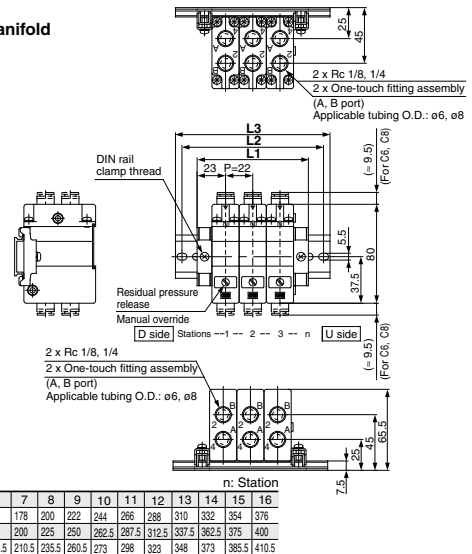 anifold
25
45
A
4
B
2
2 x Rc 1/8, 1/4
2 x One-touch fitting assembly
(A, B port)
Applicable tubing O.D.: ø6, ø8
L3
L2
L1
23 P=22
(≈ 9.5)
(For C6, C8)
DIN rail
clamp thread
5.5
80
37.5
Residual pressure
release
Manual override
D side Stations --1 -- 2 -- 3 -- n U side
(≈ 9.5)
(For C6, C8)
2 x Rc 1/8, 1/4
2 x One-touch fitting assembly
(A, B port)
Applicable tubing O.D.: ø6, ø8
B
2
A
4
25
45
65.5
7.5
n: Station
7 8 9 10 11 12 13 14 15 16
178 200 222 244 266 288 310 332 354 376
200 225 250 262.5 287.5 312.5 337.5 362.5 375 400
.5 210.5 235.5 260.5 273 298 323 348 373 385.5 410.5